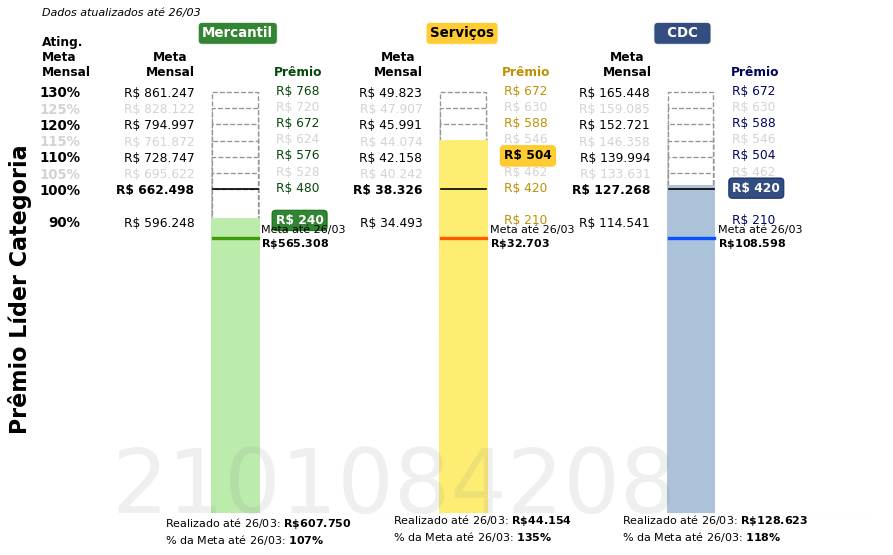 Dados atualizados até 26/03
Mercantil Serviços CDC
Ating. Meta Mensal
Meta Mensal Prêmio Meta Mensal Prêmio Meta Mensal Prêmio
130% R$ 861.247 R$ 768 R$ 49.823 R$ 672 R$ 165.448 R$ 672
125% R$ 828.122 R$ 720 R$ 47.907 R$ 630 R$ 159.085 R$ 630
120% R$ 794.997 R$ 672 R$ 45.991 R$ 588 R$ 152.721 R$ 588
115% R$ 761.872 R$ 624 R$ 44.074 R$ 546 R$ 146.358 R$ 546
110% R$ 728.747 R$ 576 R$ 42.158 R$ 504 R$ 139.994 R$ 504
105% R$ 695.622 R$ 528 R$ 40.242 R$ 462 R$ 133.631 R$ 462
100% R$ 662.498 R$ 480 R$ 38.326 R$ 420 R$ 127.268 R$ 420
90% R$ 596.248 R$ 240 R$ 34.493 R$ 210 R$ 114.541 R$ 210
Meta até 26/03 Meta até 26/03 Meta até 26/03
R$565.308 R$32.703 R$108.598
Prêmio Líder Categoria
2101084208
Realizado até 26/03: R$607.750 Realizado até 26/03: R$44.154 Realizado até 26/03: R$128.623
% da Meta até 26/03: 107% % da Meta até 26/03: 135% % da Meta até 26/03: 118%